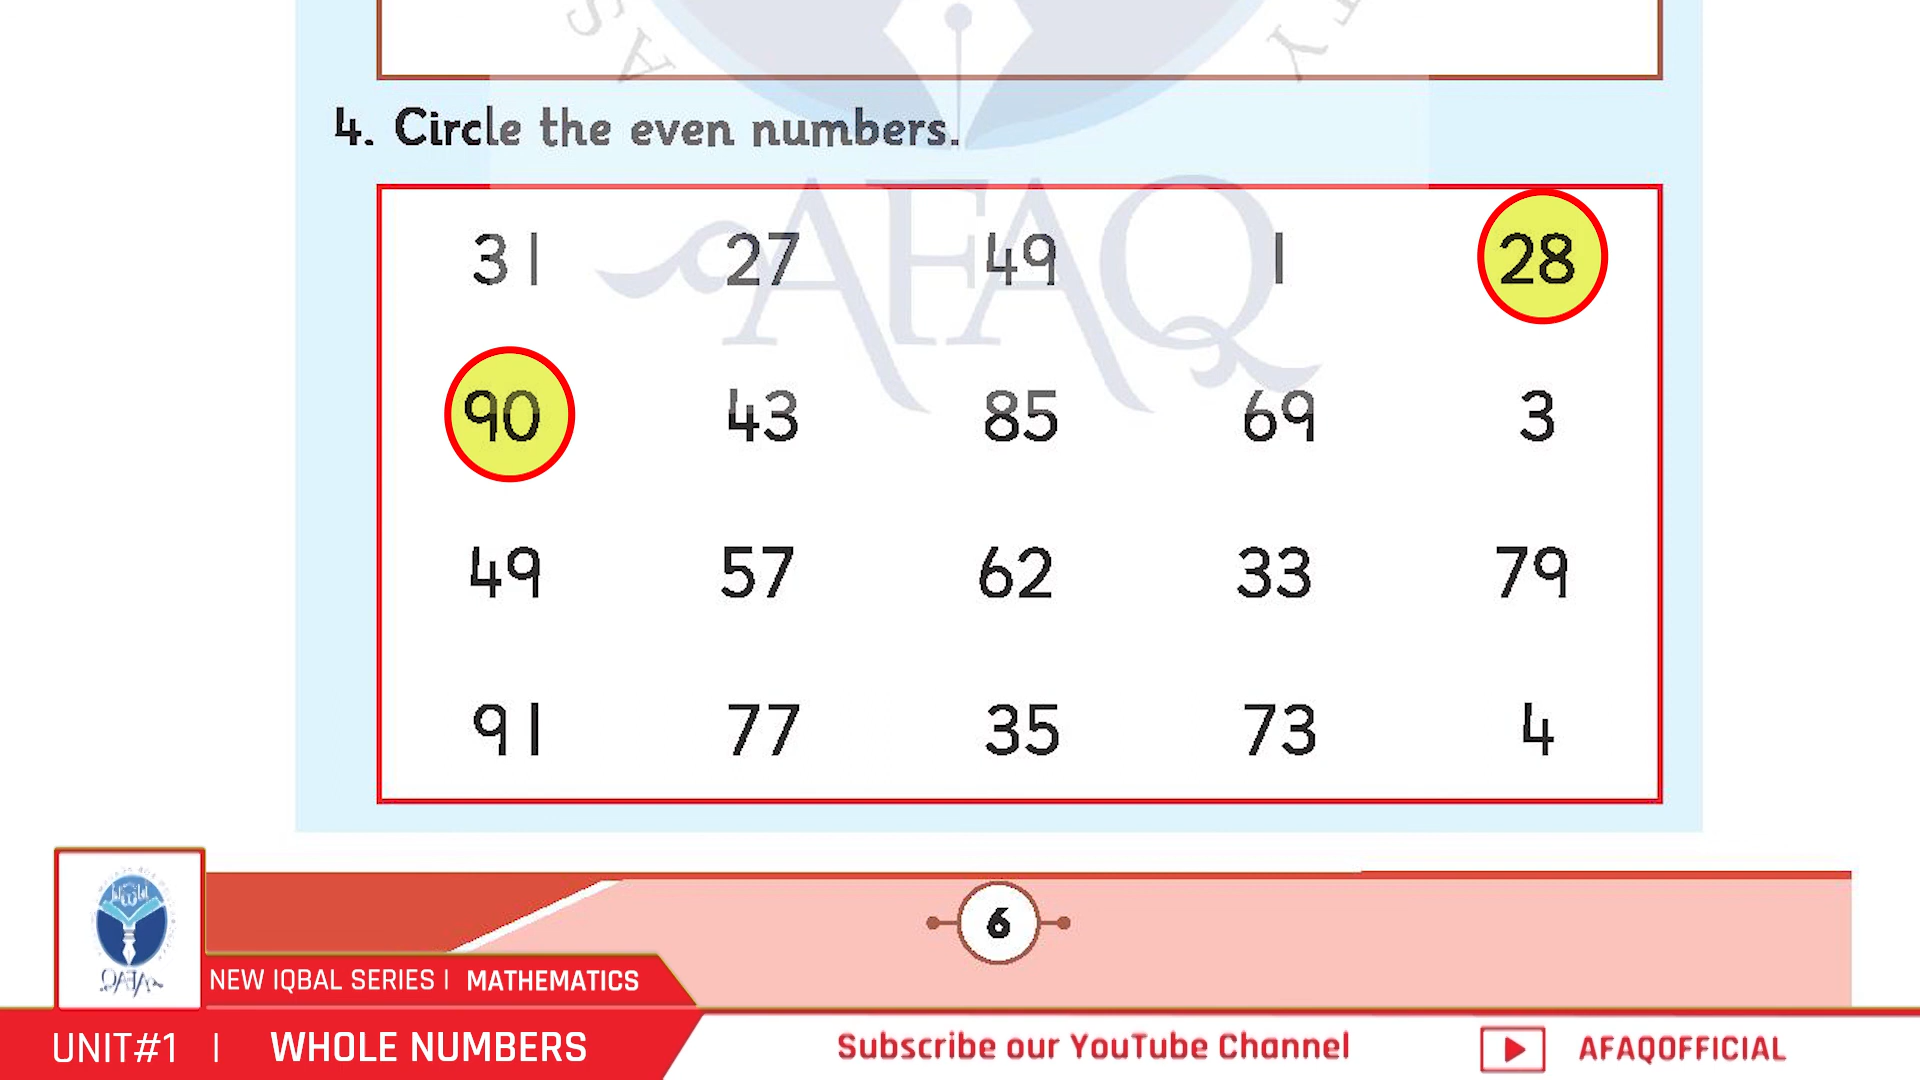 4. Circle the even numbers.
AFAQ
31 27 49 1 28
90 43 85 69 3
49 57 62 33 79
91 77 35 73 4
6
NEW IQBAL SERIES | MATHEMATICS
UNIT#1 | WHOLE NUMBERS
Subscribe our YouTube Channel
AFAQOFFICIAL